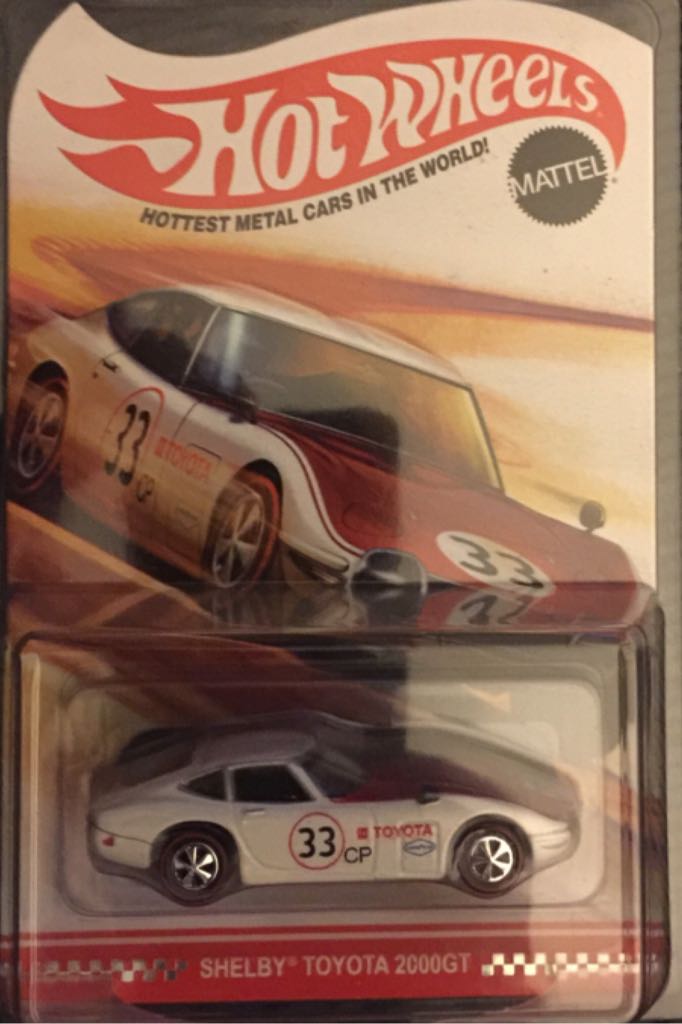 HOT WHEELS
HOTTEST METAL CARS IN THE WORLD!
MATTEL
33
TOYOTA
CP
33
33
TOYOTA
CP
SHELBY® TOYOTA 2000GT